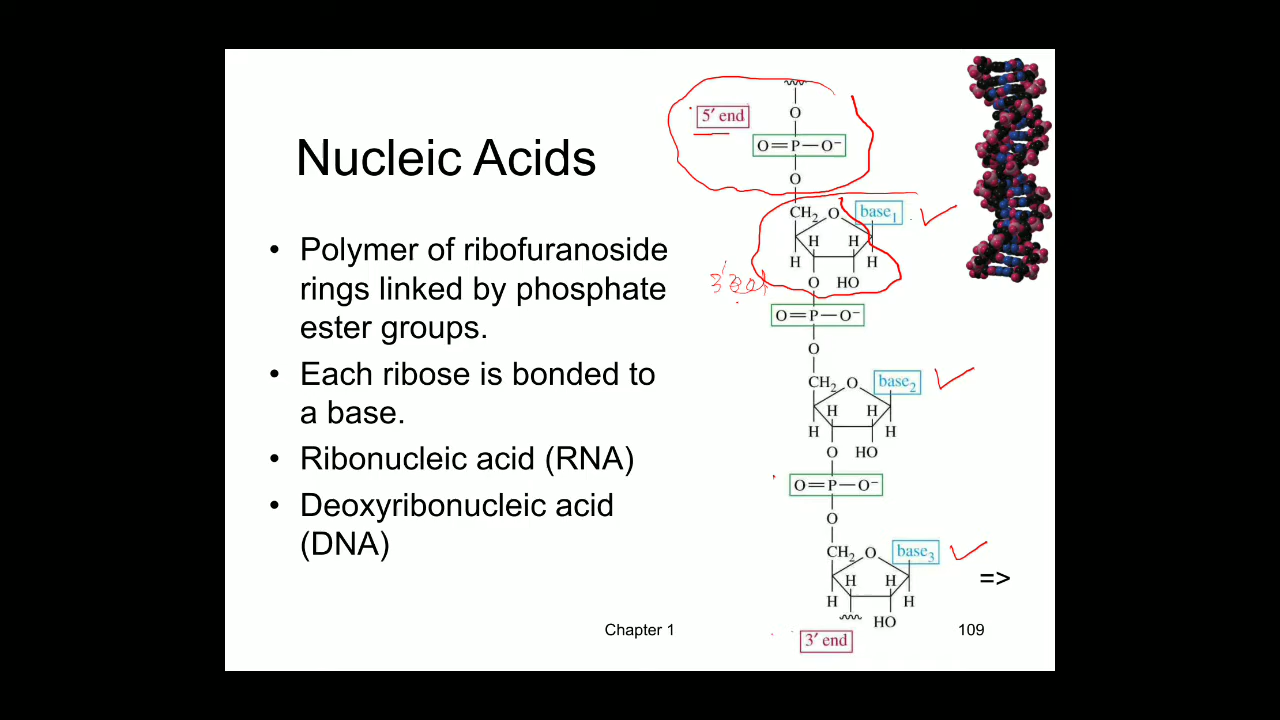 Nucleic Acids
• Polymer of ribofuranoside
rings linked by phosphate
ester groups.
• Each ribose is bonded to
a base.
• Ribonucleic acid (RNA)
• Deoxyribonucleic acid
(DNA)
O
5′ end
O=P—O⁻
O
CH₂ O base₁
H H
H H
O HO
3'
O=P—O⁻
O
CH₂ O base₂
H H
H H
O HO
O=P—O⁻
O
CH₂ O base₃
H H
H H
HO
3′ end
=>
Chapter 1
109